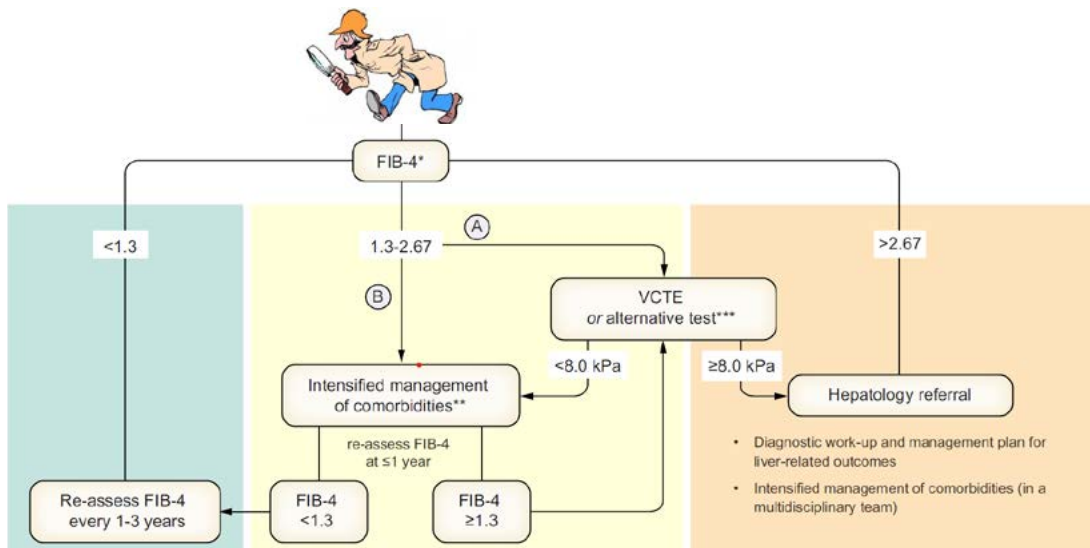 FIB-4*
<1.3
1.3-2.67
A
>2.67
B
VCTE
or alternative test***
<8.0 kPa
≥8.0 kPa
Intensified management
of comorbidities**
Hepatology referral
re-assess FIB-4
at ≤1 year
• Diagnostic work-up and management plan for
liver-related outcomes
• Intensified management of comorbidities (in a
multidisciplinary team)
Re-assess FIB-4
every 1-3 years
FIB-4
<1.3
FIB-4
≥1.3